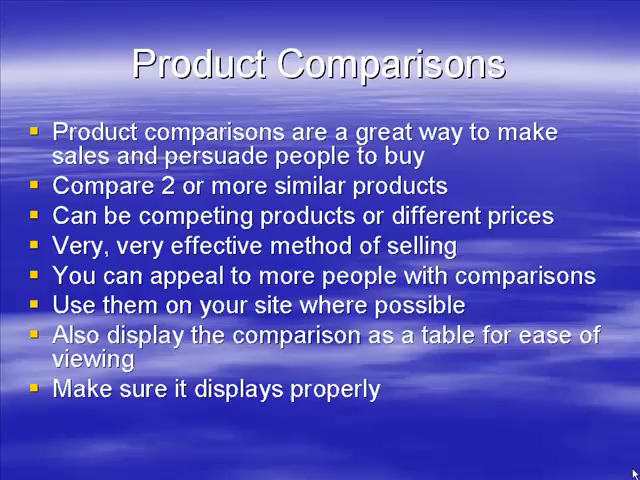 Product Comparisons
Product comparisons are a great way to make
sales and persuade people to buy
Compare 2 or more similar products
Can be competing products or different prices
Very, very effective method of selling
You can appeal to more people with comparisons
Use them on your site where possible
Also display the comparison as a table for ease of
viewing
Make sure it displays properly